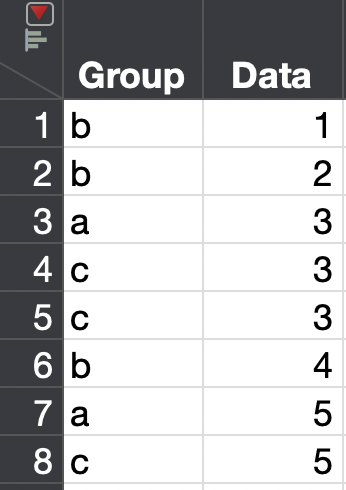 Group Data
1 b 1
2 b 2
3 a 3
4 c 3
5 c 3
6 b 4
7 a 5
8 c 5